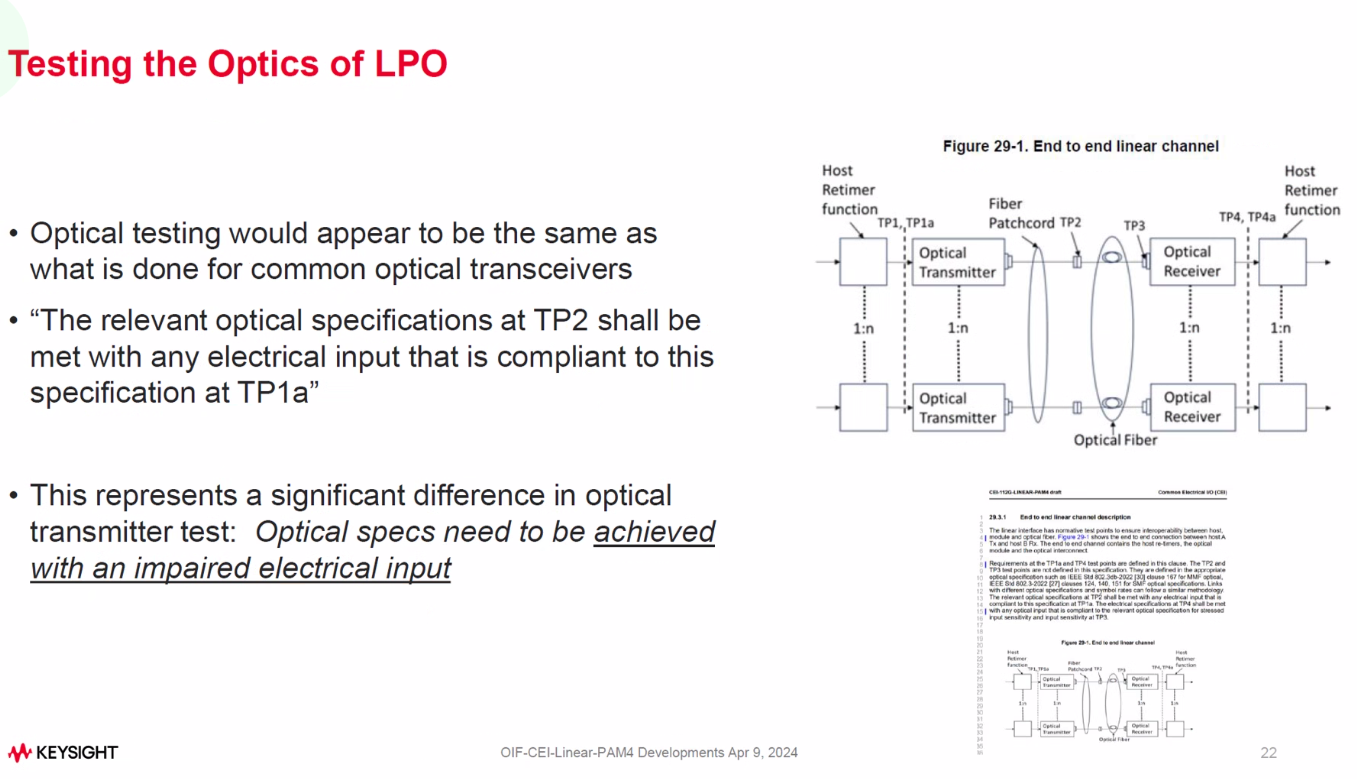 Testing the Optics of LPO
• Optical testing would appear to be the same as
what is done for common optical transceivers
• “The relevant optical specifications at TP2 shall be
met with any electrical input that is compliant to this
specification at TP1a”
• This represents a significant difference in optical
transmitter test: Optical specs need to be achieved
with an impaired electrical input
Figure 29-1. End to end linear channel
Host
Retimer
function
TP1, TP1a
Fiber
Patchcord
TP2
TP3
TP4, TP4a
Host
Retimer
function
Optical
Transmitter
Optical
Receiver
1:n
1:n
1:n
1:n
Optical
Transmitter
Optical
Receiver
Optical Fiber
CEI-112G-LINEAR-PAM4 draft
Common Electrical I/O (CEI)
29.3.1 End to end linear channel description
The linear interface has normative test points to ensure interoperability between host,
module and optical fiber. Figure 29-1 shows the end to end connection between host A
Tx and host B Rx. The end to end channel contains the host re-timers, the optical
module and the optical interconnect.
Requirements at the TP1a and TP4 test points are defined in this clause. The TP2 and
TP3 test points are not defined in this specification. They are defined in the appropriate
optical specification such as IEEE Std 802.3db-2022 [30] clause 167 for MMF optical,
IEEE Std 802.3-2022 [27] clauses 124, 140, 151 for SMF optical specifications. Links
with different optical specifications and symbol rates can follow a similar methodology.
The relevant optical specifications at TP2 shall be met with any electrical input that is
compliant to this specification at TP1a. The electrical specifications at TP4 shall be met
with any optical input that is compliant to the relevant optical specification for stressed
input sensitivity and input sensitivity at TP3.
Figure 29-1. End to end linear channel
Host
Retimer
function
TP1, TP1a
Fiber
Patchcord
TP2
TP3
TP4, TP4a
Host
Retimer
function
Optical
Transmitter
Optical
Receiver
1:n
1:n
1:n
1:n
Optical
Transmitter
Optical
Receiver
Optical Fiber
KEYSIGHT
OIF-CEI-Linear-PAM4 Developments Apr 9, 2024
22